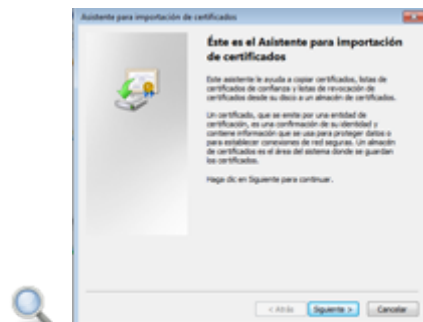 Asistente para importación de certificados
Éste es el Asistente para importación
de certificados
Este asistente le ayuda a copiar certificados, listas de
certificados de confianza y listas de revocación de
certificados desde su disco a un almacén de certificados.
Un certificado, que se emite por una entidad de
certificación, es una confirmación de su identidad y
contiene información que se usa para proteger datos o
para establecer conexiones de red seguras. Un almacén
de certificados es el área del sistema donde se guardan
los certificados.
Haga clic en Siguiente para continuar.
< Atrás Siguiente > Cancelar